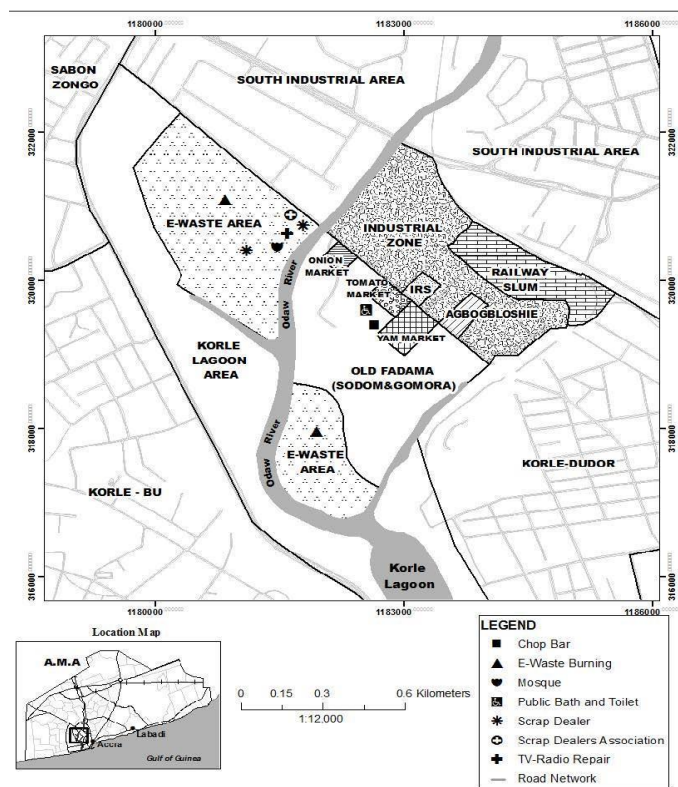 1180000
1183000
1186000
SABON
ZONGO
SOUTH INDUSTRIAL AREA
322000
322000
SOUTH INDUSTRIAL AREA
E-WASTE AREA
INDUSTRIAL
ZONE
ONION
MARKET
RAILWAY
SLUM
320000
320000
TOMATO
MARKET
IRS
AGBOGBLOSHIE
Odaw River
YAM MARKET
KORLE
LAGOON
AREA
OLD FADAMA
(SODOM&GOMORA)
318000
318000
Odaw River
E-WASTE
AREA
KORLE-DUDOR
KORLE - BU
Korle
Lagoon
316000
316000
1180000
1183000
1186000
Location Map
A.M.A
Labadi
Accra
Gulf of Guinea
0 0.15 0.3 0.6 Kilometers
1:12,000
LEGEND
Chop Bar
E-Waste Burning
Mosque
Public Bath and Toilet
Scrap Dealer
Scrap Dealers Association
TV-Radio Repair
Road Network